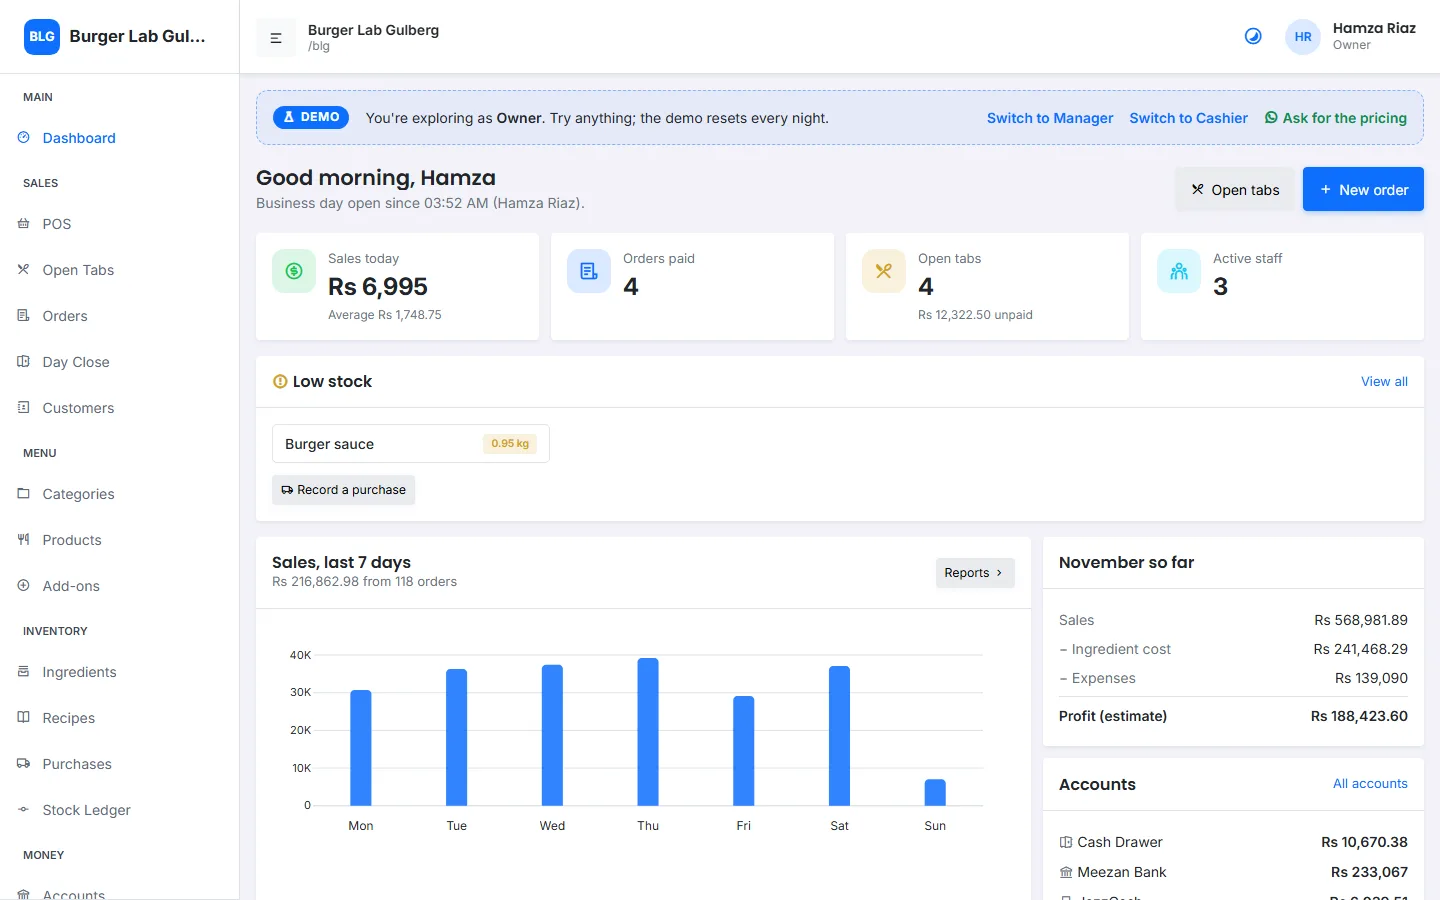 BLG Burger Lab Gul...
Burger Lab Gulberg
/blg
HR
Hamza Riaz
Owner
MAIN
Dashboard
SALES
POS
Open Tabs
Orders
Day Close
Customers
MENU
Categories
Products
Add-ons
INVENTORY
Ingredients
Recipes
Purchases
Stock Ledger
MONEY
Accounts
DEMO You're exploring as Owner. Try anything; the demo resets every night. Switch to Manager Switch to Cashier Ask for the pricing
Good morning, Hamza
Business day open since 03:52 AM (Hamza Riaz).
Open tabs
+ New order
Sales today
Rs 6,995
Average Rs 1,748.75
Orders paid
4
Open tabs
4
Rs 12,322.50 unpaid
Active staff
3
Low stock
View all
Burger sauce 0.95 kg
Record a purchase
Sales, last 7 days
Rs 216,862.98 from 118 orders
Reports
40K
30K
20K
10K
0
Mon Tue Wed Thu Fri Sat Sun
November so far
Sales Rs 568,981.89
− Ingredient cost Rs 241,468.29
− Expenses Rs 139,090
Profit (estimate) Rs 188,423.60
Accounts
All accounts
Cash Drawer Rs 10,670.38
Meezan Bank Rs 233,067